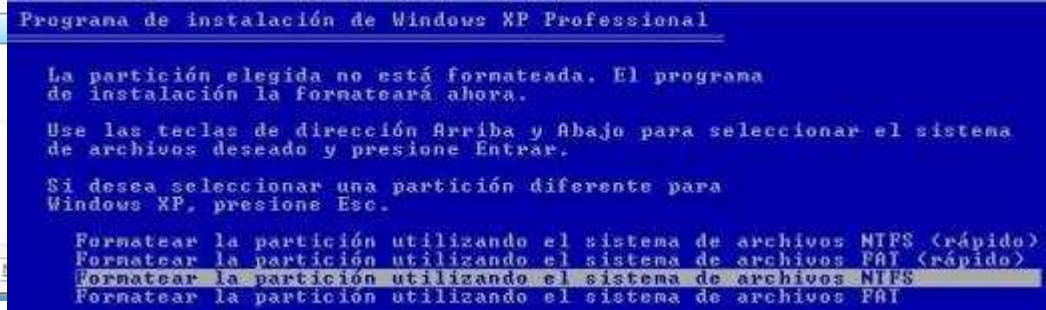 Programa de instalación de Windows XP Professional
La partición elegida no está formateada. El programa
de instalación la formateará ahora.
Use las teclas de dirección Arriba y Abajo para seleccionar el sistema
de archivos deseado y presione Entrar.
Si desea seleccionar una partición diferente para
Windows XP, presione Esc.
Formatear la partición utilizando el sistema de archivos NTFS (rápido)
Formatear la partición utilizando el sistema de archivos FAT (rápido)
Formatear la partición utilizando el sistema de archivos NTFS
Formatear la partición utilizando el sistema de archivos FAT